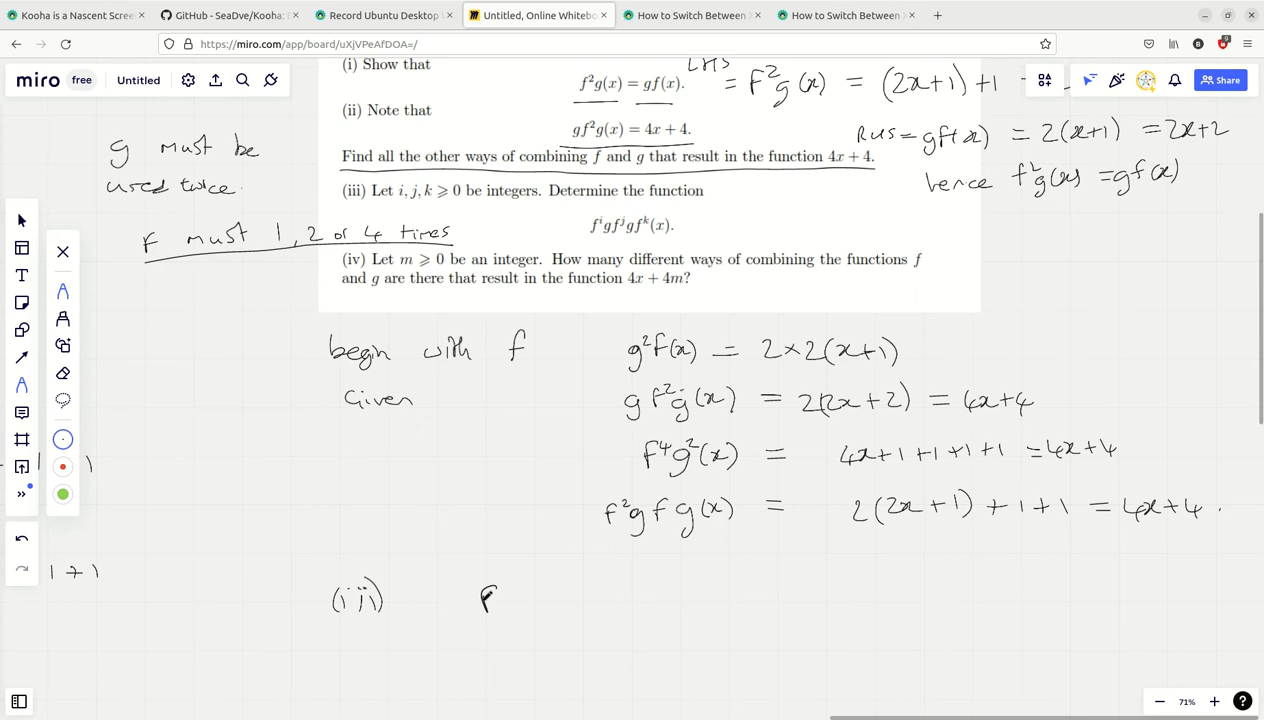 Kooha is a Nascent Scree
GitHub - SeaDve/Kooha: E
Record Ubuntu Desktop
Untitled, Online Whitebo
How to Switch Between
How to Switch Between
https://miro.com/app/board/uXjVPeAfDOA=/
miro free Untitled
Share
(i) Show that
f²g(x) = gf(x).
LHS = f²g(x) = (2x+1)+1
(ii) Note that
gf²g(x) = 4x + 4.
RHS = gf(x) = 2(x+1) = 2x+2
Find all the other ways of combining f and g that result in the function 4x + 4.
hence f²g(x) = gf(x)
g must be
used twice.
(iii) Let i, j, k ⩾ 0 be integers. Determine the function
fⁱgfʲgfᵏ(x).
f must 1, 2 or 4 times
(iv) Let m ⩾ 0 be an integer. How many different ways of combining the functions f
and g are there that result in the function 4x + 4m?
begin with f g²f(x) = 2×2(x+1)
Given gf²g(x) = 2(2x+2) = 4x+4
f⁴g²(x) = 4x+1+1+1+1 = 4x+4
f²gfg(x) = 2(2x+1)+1+1 = 4x+4.
1+1
(iii) f
71%